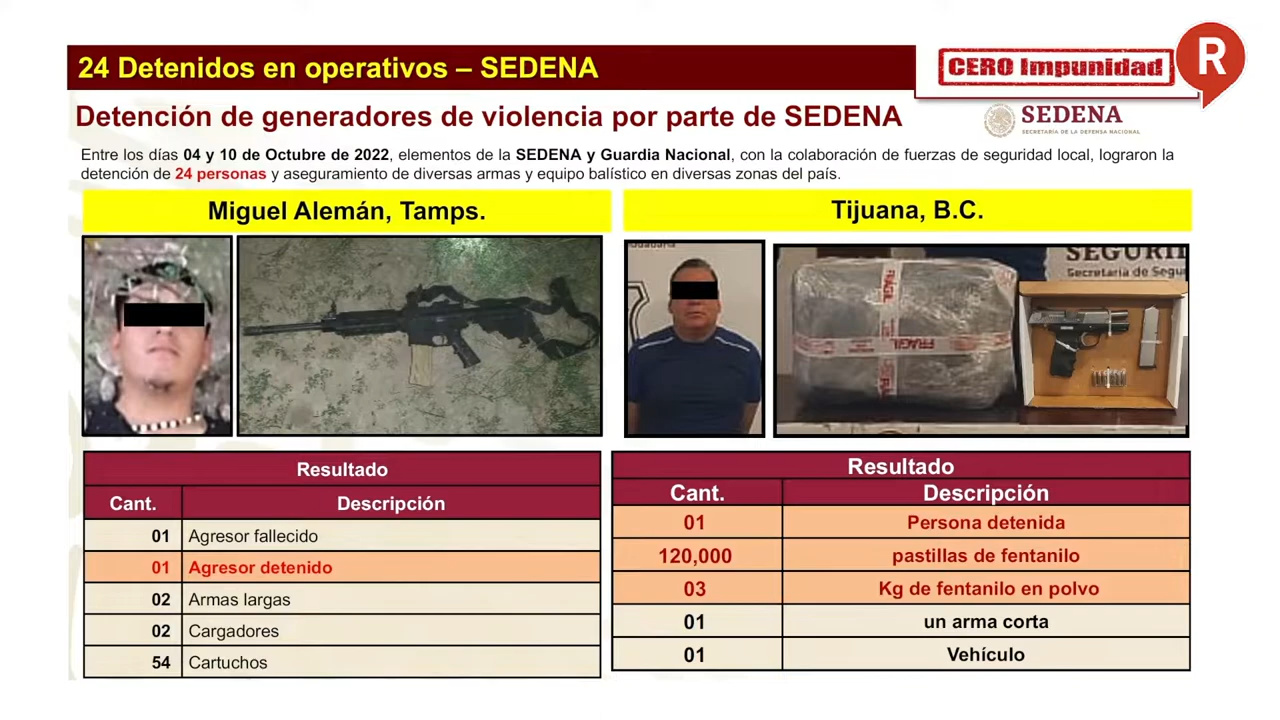 24 Detenidos en operativos – SEDENA
CERO Impunidad
R
Detención de generadores de violencia por parte de SEDENA
SEDENA
SECRETARÍA DE LA DEFENSA NACIONAL
Entre los días 04 y 10 de Octubre de 2022, elementos de la SEDENA y Guardia Nacional, con la colaboración de fuerzas de seguridad local, lograron la
detención de 24 personas y aseguramiento de diversas armas y equipo balístico en diversas zonas del país.
Miguel Alemán, Tamps.
Tijuana, B.C.
SEGURID
Secretaría de Segu
FRÁGIL
FRÁGIL
Resultado
Cant. Descripción
01 Agresor fallecido
01 Agresor detenido
02 Armas largas
02 Cargadores
54 Cartuchos
Resultado
Cant. Descripción
01 Persona detenida
120,000 pastillas de fentanilo
03 Kg de fentanilo en polvo
01 un arma corta
01 Vehículo